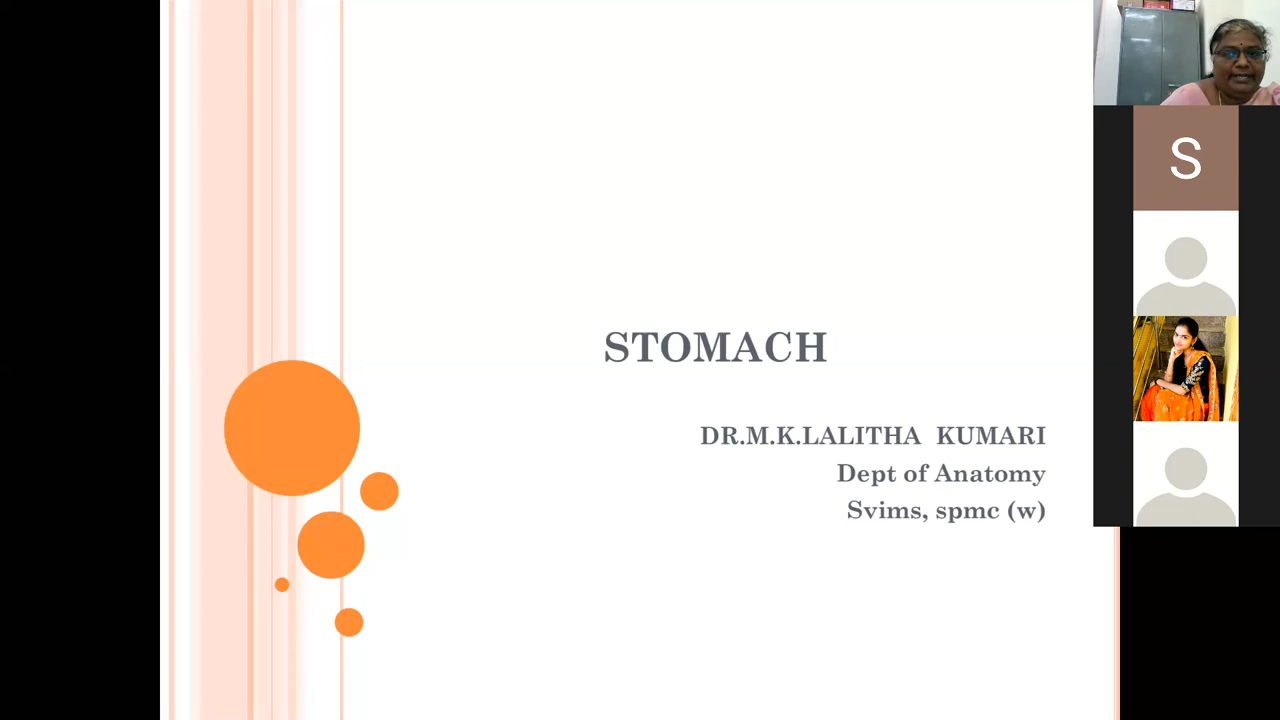 STOMACH
DR.M.K.LALITHA KUMARI
Dept of Anatomy
Svims, spmc (w)
S